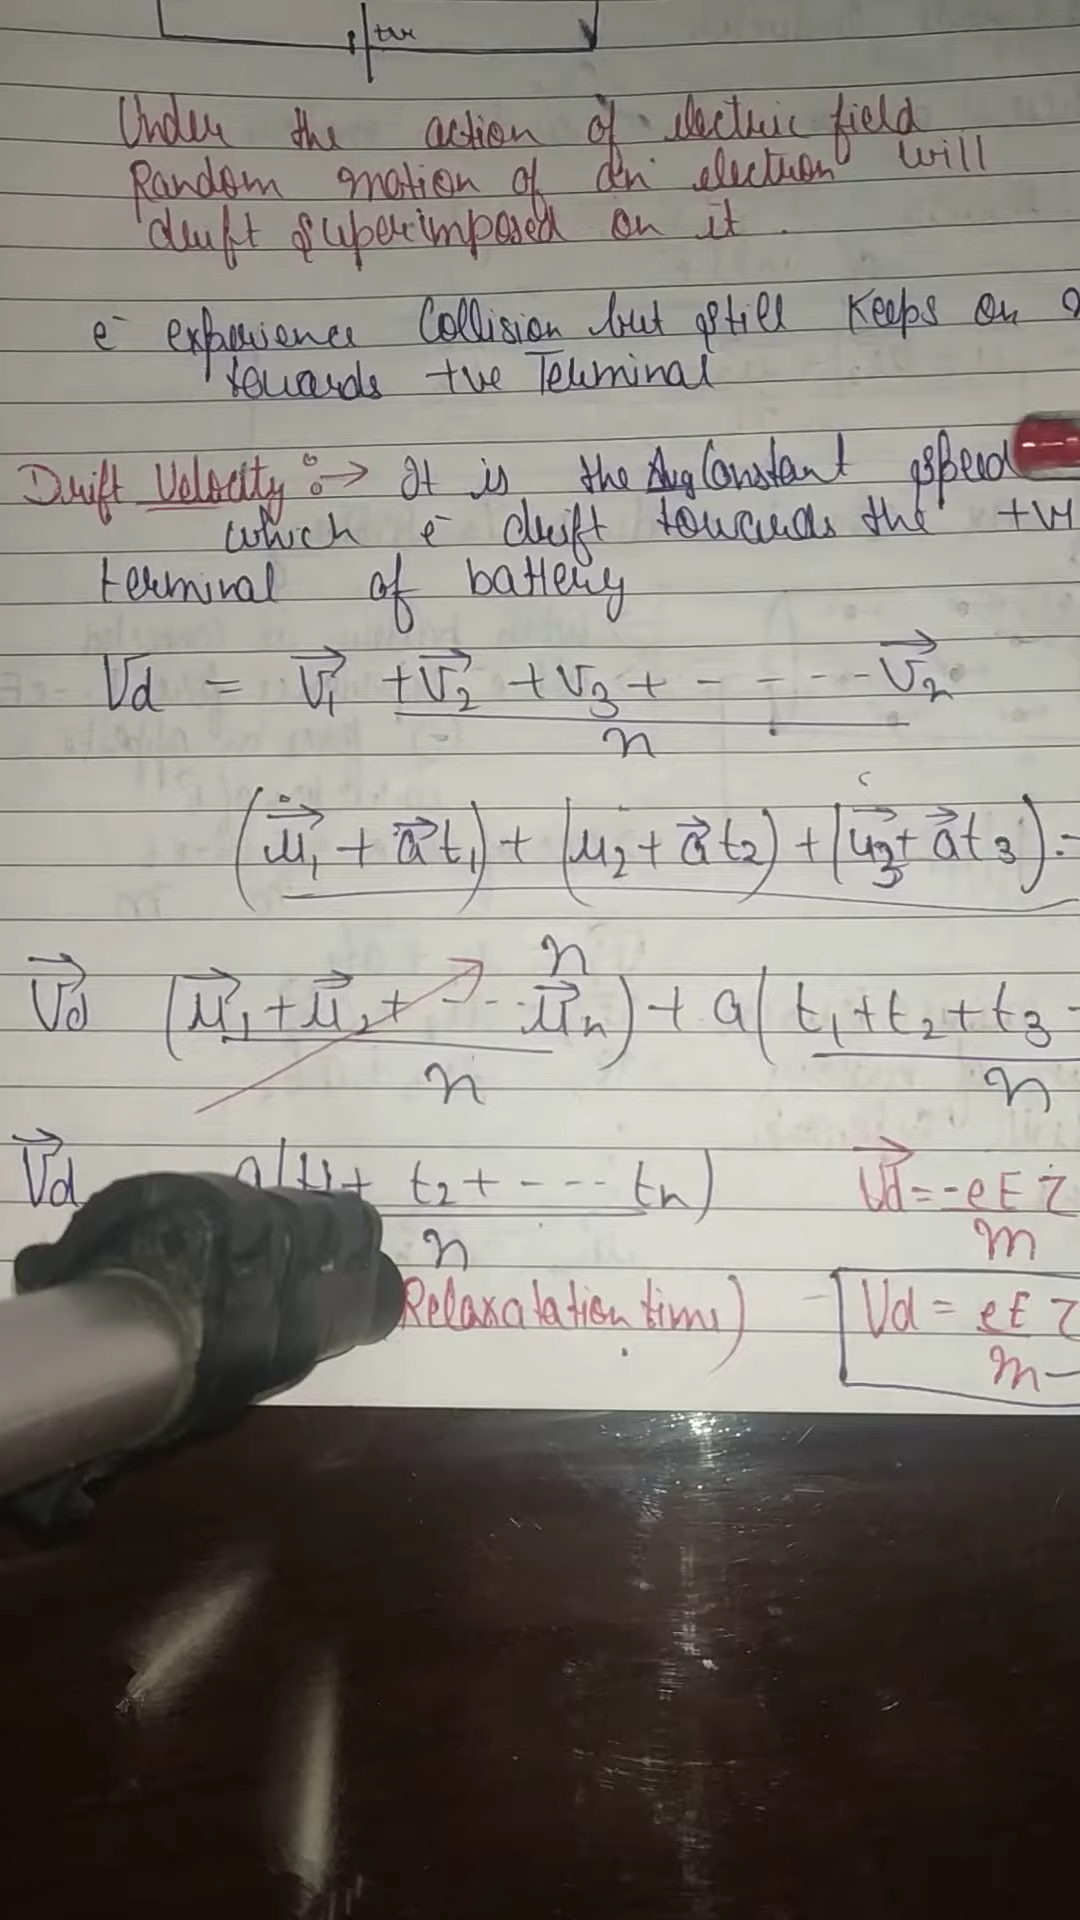 +ve
Under the action of electric field
Random motion of an electron will
drift superimposed on it.
e⁻ experience Collision but still Keeps on
towards +ve Terminal
Drift Velocity :→ It is the Avg Constant speed
which e⁻ drift towards the +v
terminal of battery
Vd = V⃗₁ + V⃗₂ + V₃ + - - - - V⃗₂
n
(u⃗₁ + a⃗t₁) + (u₂ + a⃗t₂) + (u⃗₃ + a⃗t₃)
n
V⃗d (u⃗₁ + u⃗₂ + - - - u⃗n) + a(t₁ + t₂ + t₃
n n
V⃗d a(t₁ + t₂ + - - - tn) V⃗d = -eEτ
n m
Relaxatation time) Vd = eEτ
m